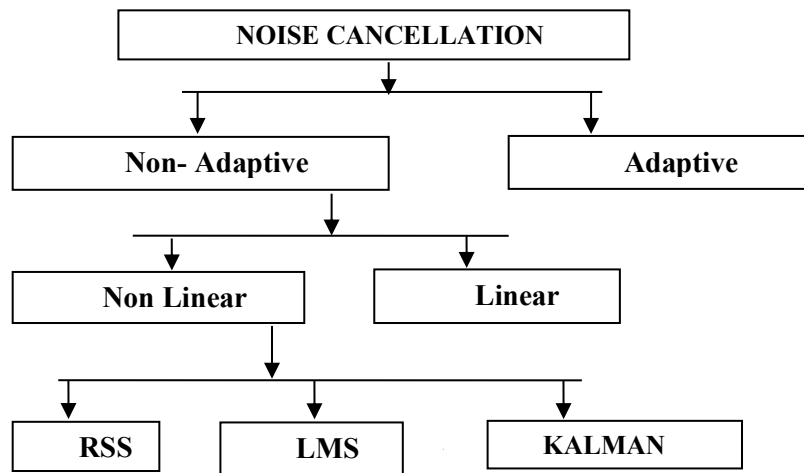 NOISE CANCELLATION
Non- Adaptive
Adaptive
Non Linear
Linear
RSS
LMS
KALMAN